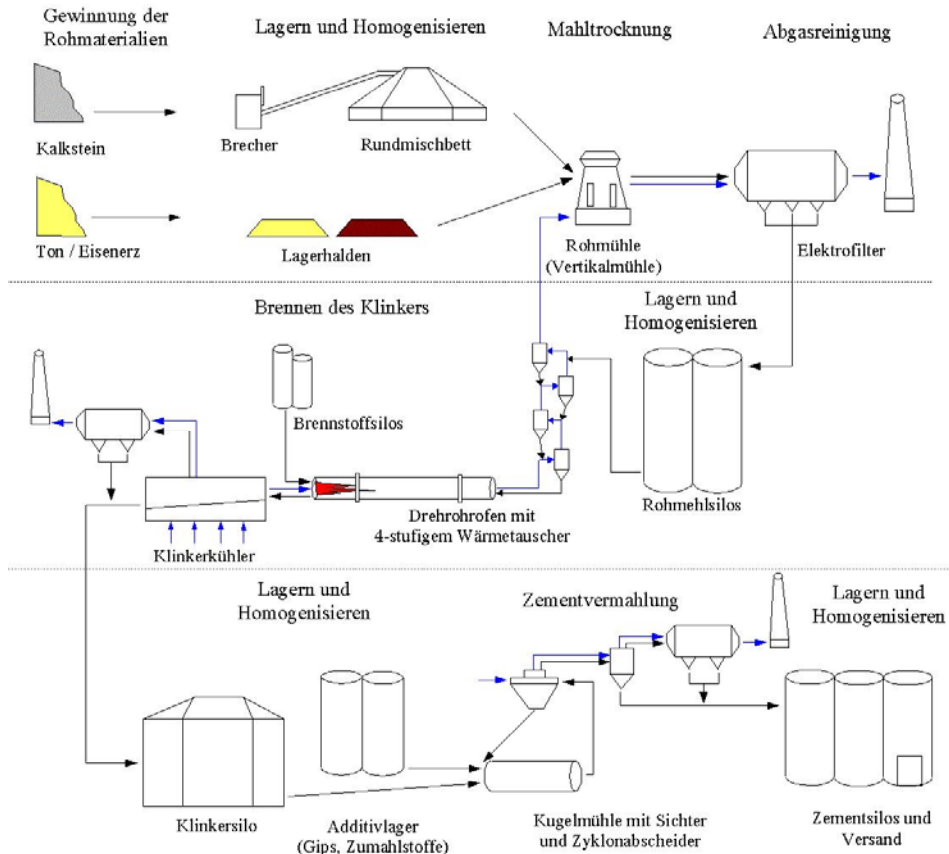 Gewinnung der
Rohmaterialien
Lagern und Homogenisieren
Mahltrocknung
Abgasreinigung
Kalkstein
Brecher
Rundmischbett
Ton / Eisenerz
Lagerhalden
Rohmühle
(Vertikalmühle)
Elektrofilter
Brennen des Klinkers
Lagern und
Homogenisieren
Brennstoffsilos
Rohmehlsilos
Drehrohrofen mit
4-stufigem Wärmetauscher
Klinkerkühler
Lagern und
Homogenisieren
Zementvermahlung
Lagern und
Homogenisieren
Klinkersilo
Additivlager
(Gips, Zumahlstoffe)
Kugelmühle mit Sichter
und Zyklonabscheider
Zementsilos und
Versand